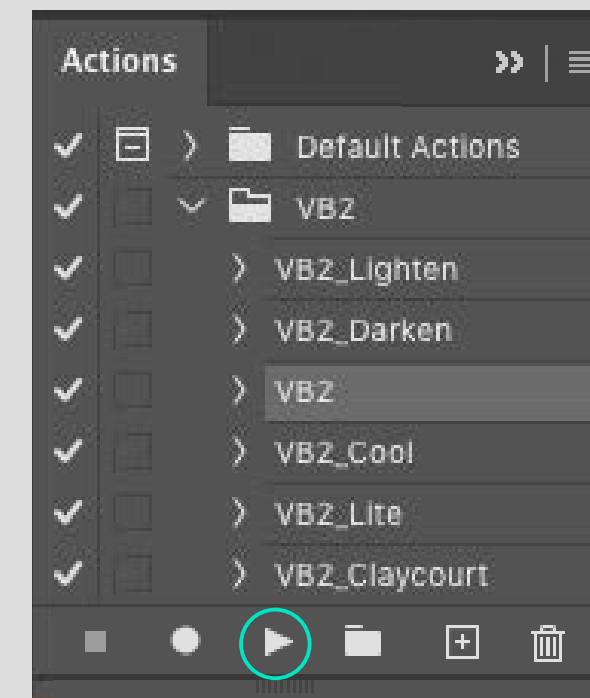 Actions
Default Actions
VB2
VB2_Lighten
VB2_Darken
VB2
VB2_Cool
VB2_Lite
VB2_Claycourt